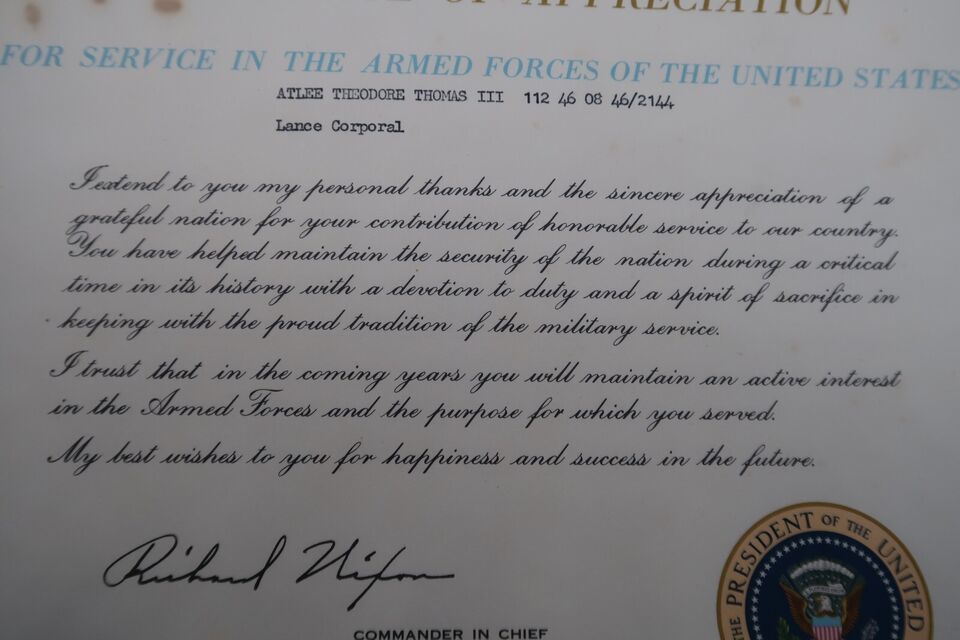 OF APPRECIATION
FOR SERVICE IN THE ARMED FORCES OF THE UNITED STATES
ATLEE THEODORE THOMAS III 112 46 08 46/2144
Lance Corporal
I extend to you my personal thanks and the sincere appreciation of a
grateful nation for your contribution of honorable service to our country.
You have helped maintain the security of the nation during a critical
time in its history with a devotion to duty and a spirit of sacrifice in
keeping with the proud tradition of the military service.
I trust that in the coming years you will maintain an active interest
in the Armed Forces and the purpose for which you served.
My best wishes to you for happiness and success in the future.
Richard Nixon
COMMANDER IN CHIEF
PRESIDENT OF THE UNITED